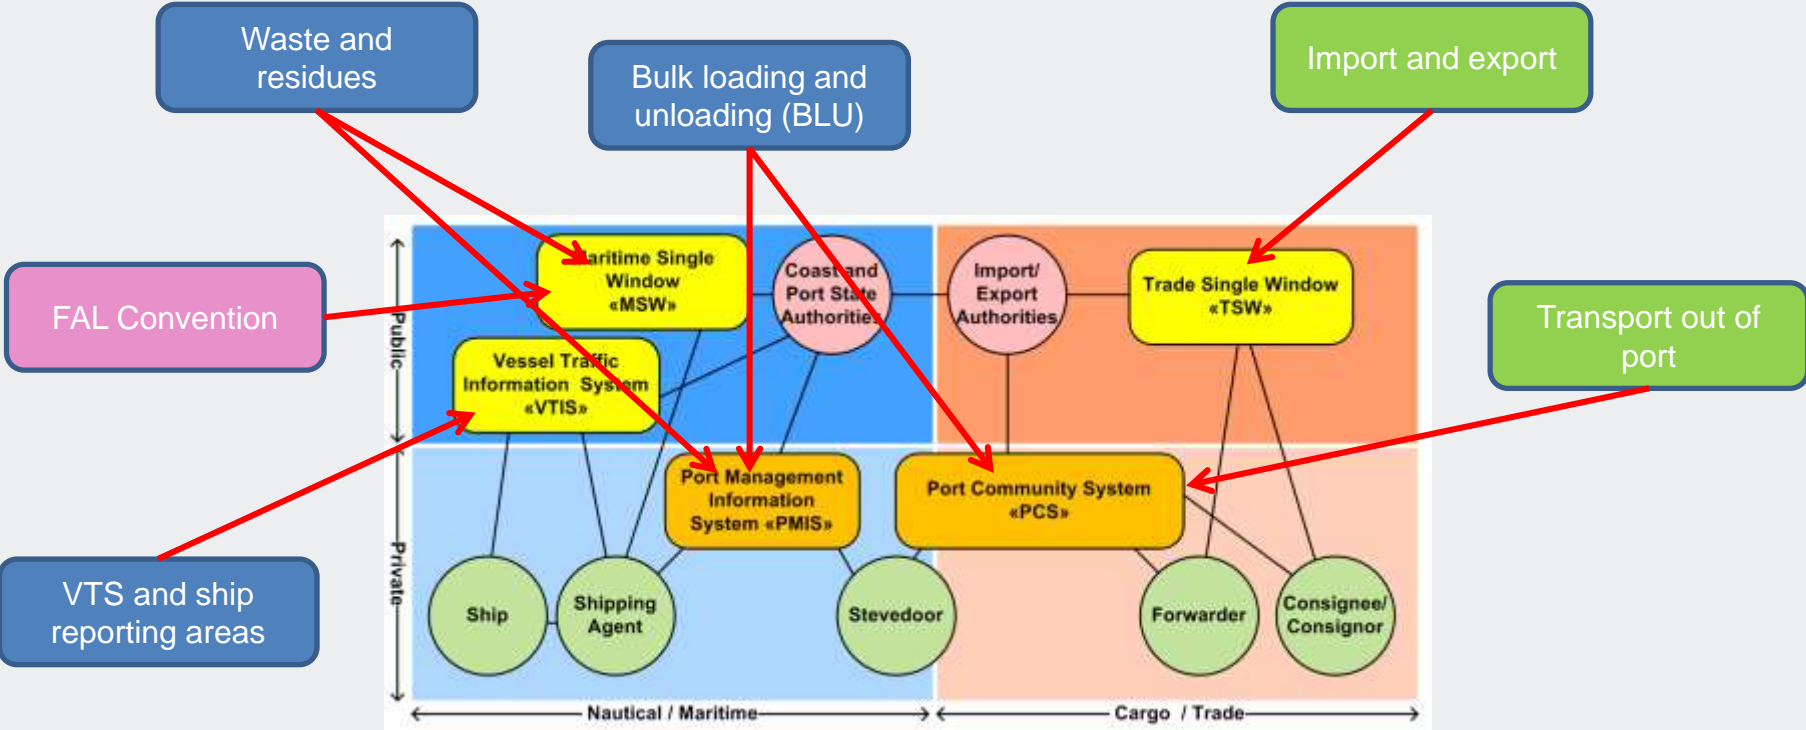 Waste and
residues
Bulk loading and
unloading (BLU)
Import and export
FAL Convention
Transport out of
port
VTS and ship
reporting areas
Maritime Single
Window
«MSW»
Coast and
Port State
Authorities
Import/
Export
Authorities
Trade Single Window
«TSW»
Vessel Traffic
Information System
«VTIS»
Public
Port Management
Information
System «PMIS»
Port Community System
«PCS»
Private
Ship
Shipping
Agent
Stevedoor
Forwarder
Consignee/
Consignor
Nautical / Maritime
Cargo / Trade